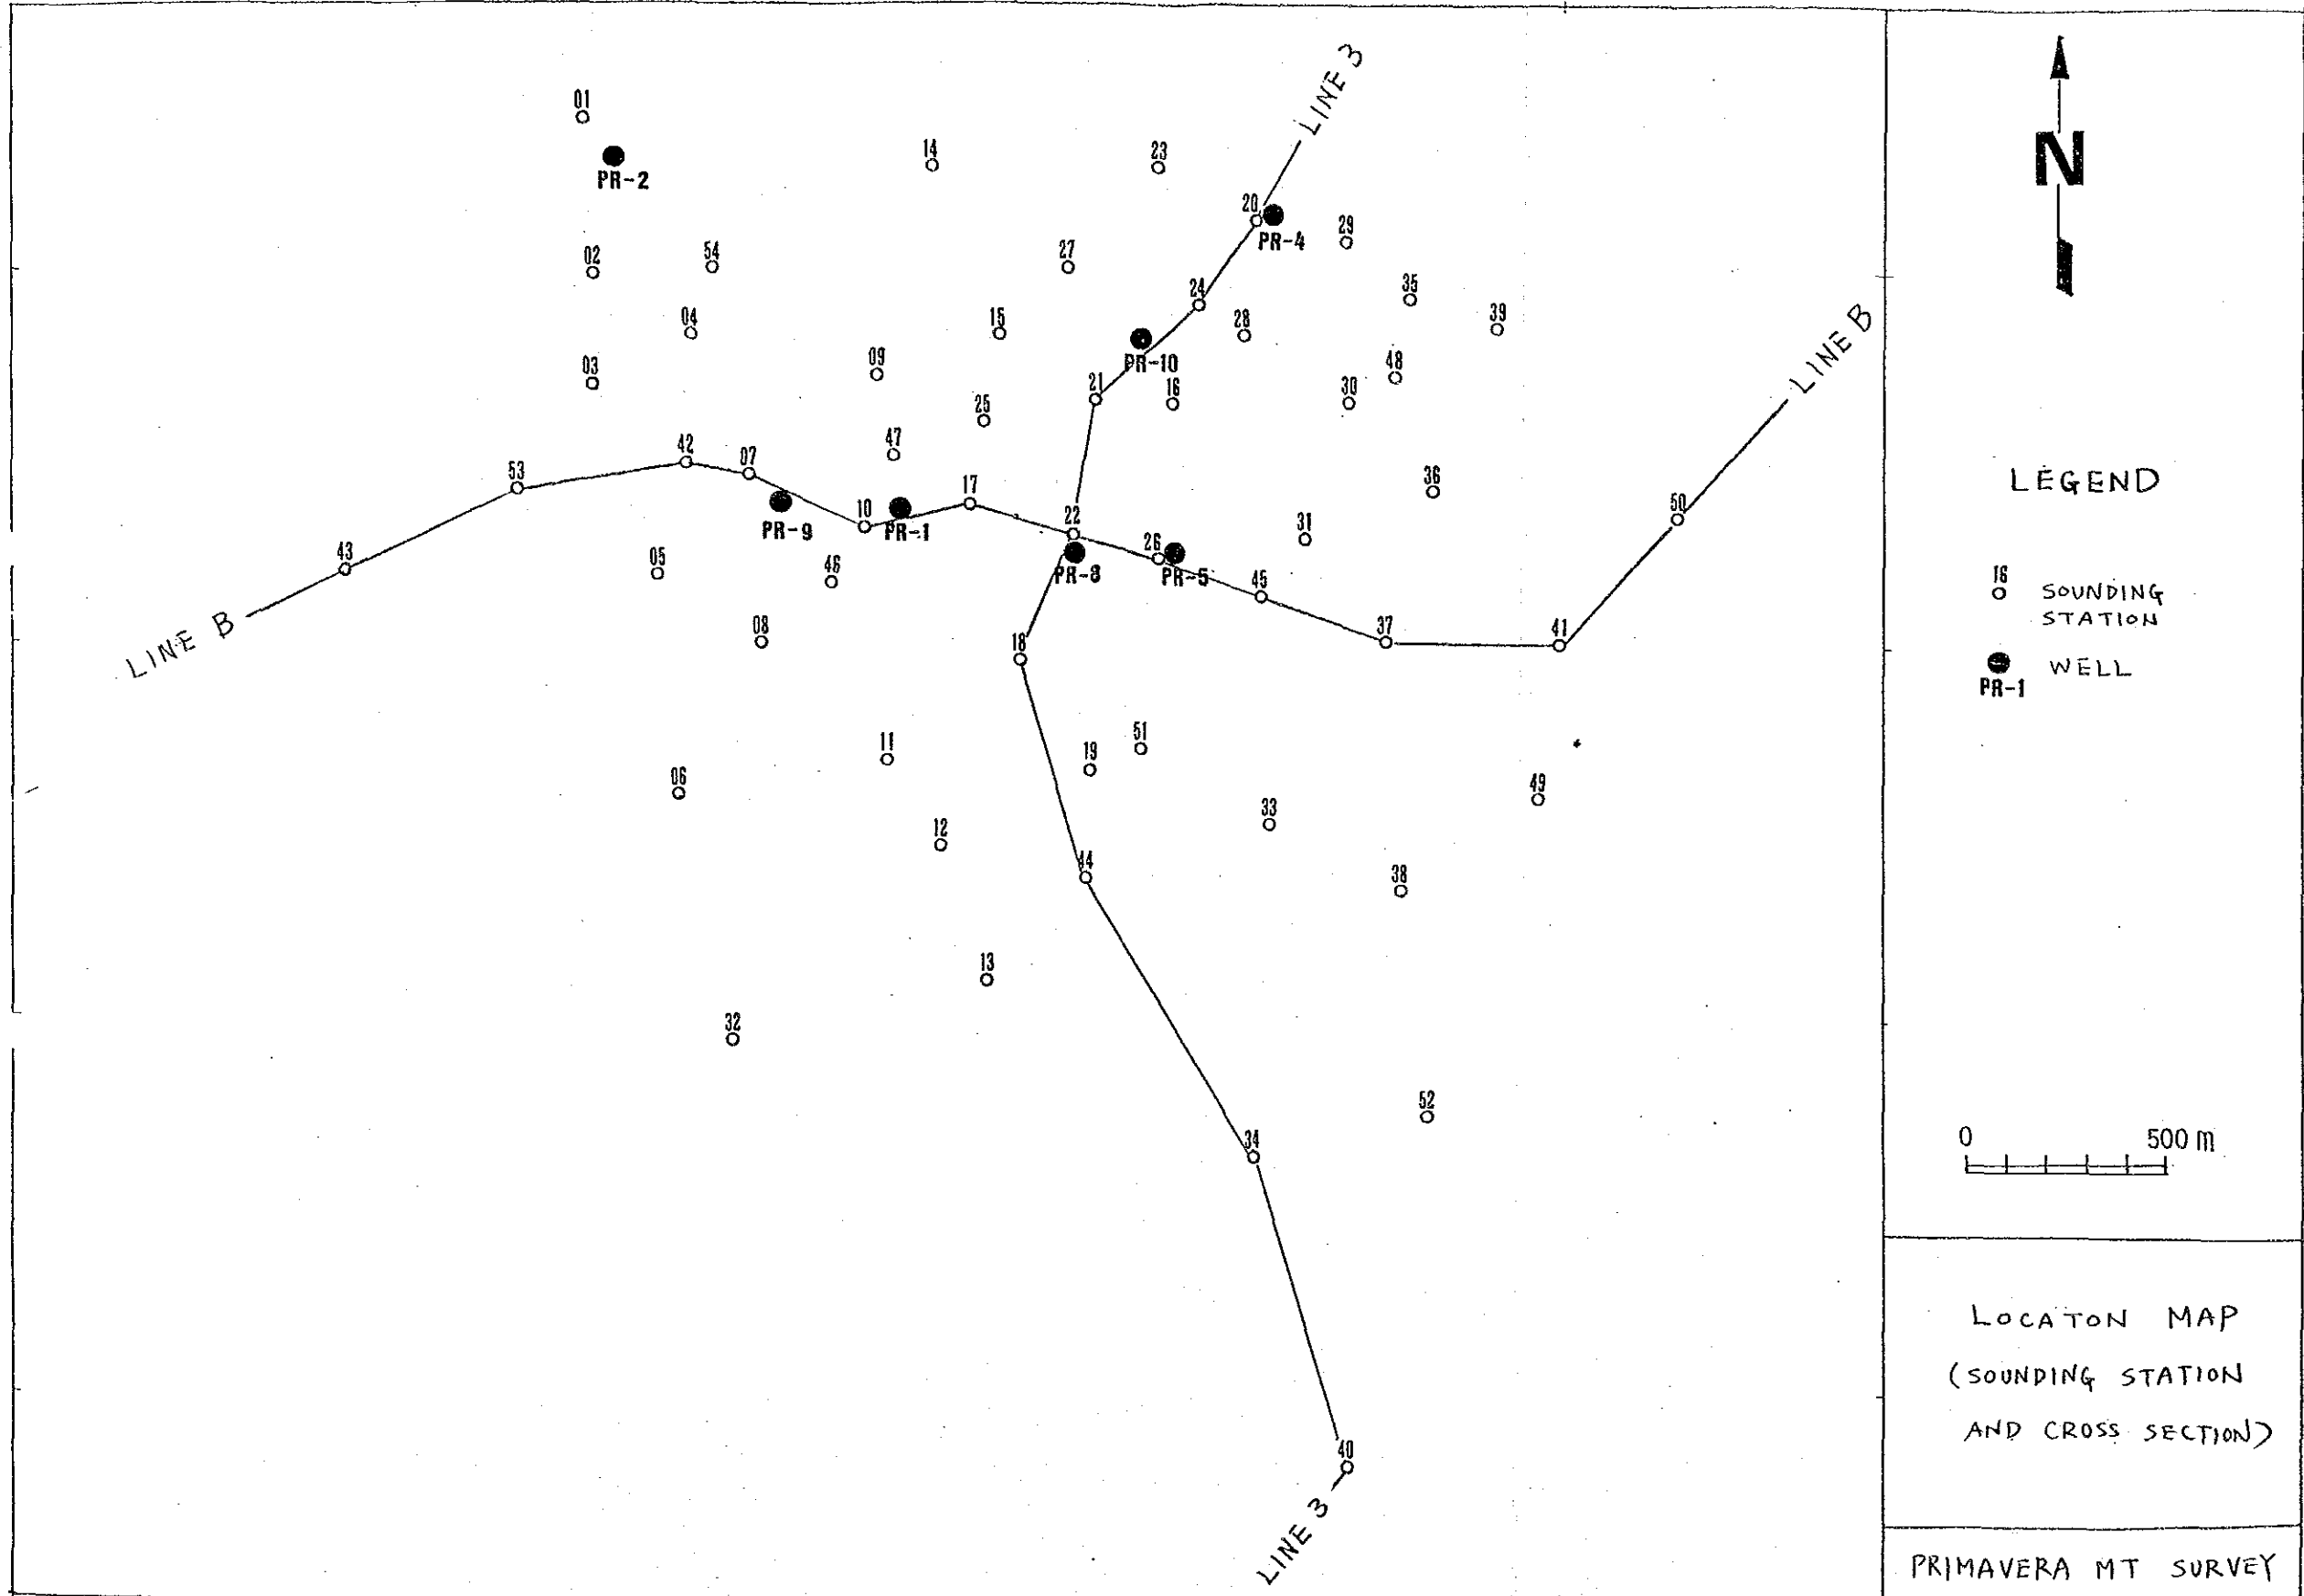 LINE 3
01
14
23
PR-2
20
29
PR-4
02
54
27
24
35
39
04
15
28
LINE B
03
09
PR-10
48
21
16
30
25
42
47
53
07
36
17
50
10
22
31
PR-9
PR-1
26
43
05
46
PR-8
PR-5
45
LINE B
08
18
37
41
11
19
51
06
49
12
33
44
38
13
32
52
34
40
LINE 3
N
LEGEND
16
SOUNDING
STATION
WELL
PR-1
0 500 m
LOCATON MAP
(SOUNDING STATION
AND CROSS SECTION)
PRIMAVERA MT SURVEY